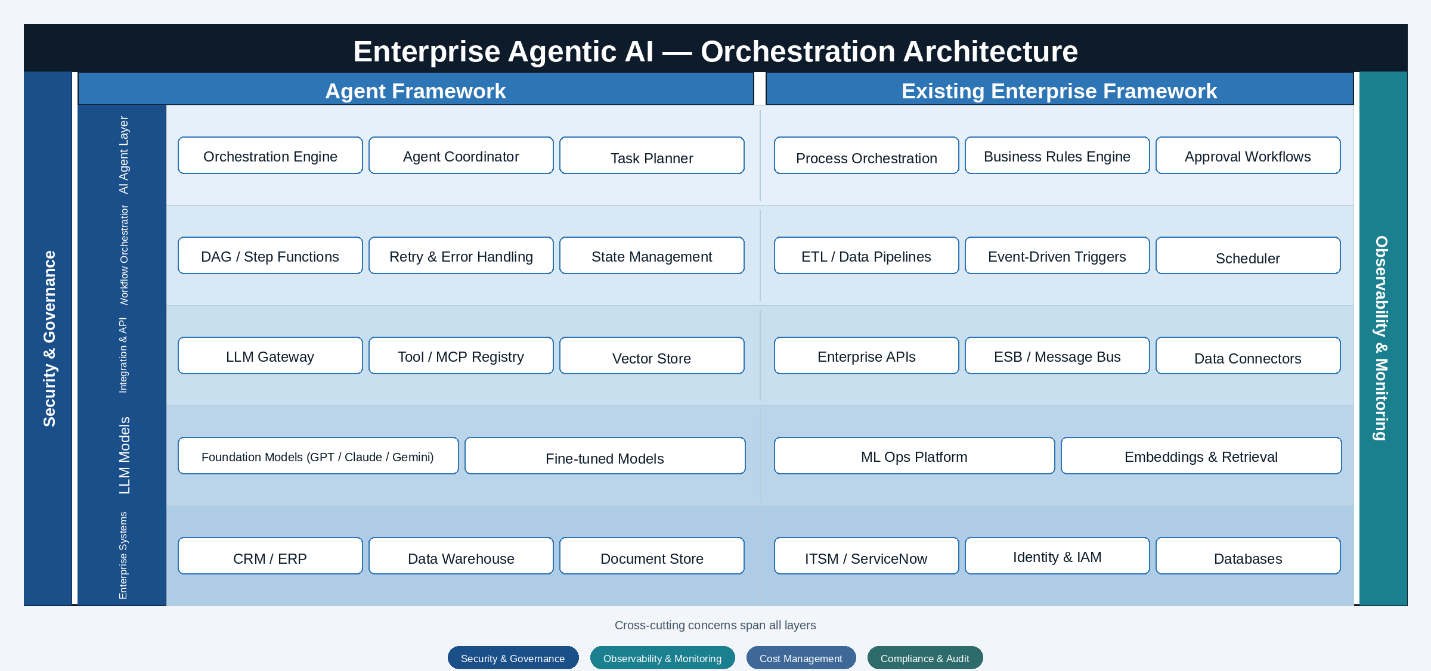 Enterprise Agentic AI — Orchestration Architecture
Agent Framework
Existing Enterprise Framework
Security & Governance
AI Agent Layer
Orchestration Engine
Agent Coordinator
Task Planner
Process Orchestration
Business Rules Engine
Approval Workflows
Workflow Orchestration
DAG / Step Functions
Retry & Error Handling
State Management
ETL / Data Pipelines
Event-Driven Triggers
Scheduler
Integration & API
LLM Gateway
Tool / MCP Registry
Vector Store
Enterprise APIs
ESB / Message Bus
Data Connectors
LLM Models
Foundation Models (GPT / Claude / Gemini)
Fine-tuned Models
ML Ops Platform
Embeddings & Retrieval
Enterprise Systems
CRM / ERP
Data Warehouse
Document Store
ITSM / ServiceNow
Identity & IAM
Databases
Observability & Monitoring
Cross-cutting concerns span all layers
Security & Governance
Observability & Monitoring
Cost Management
Compliance & Audit